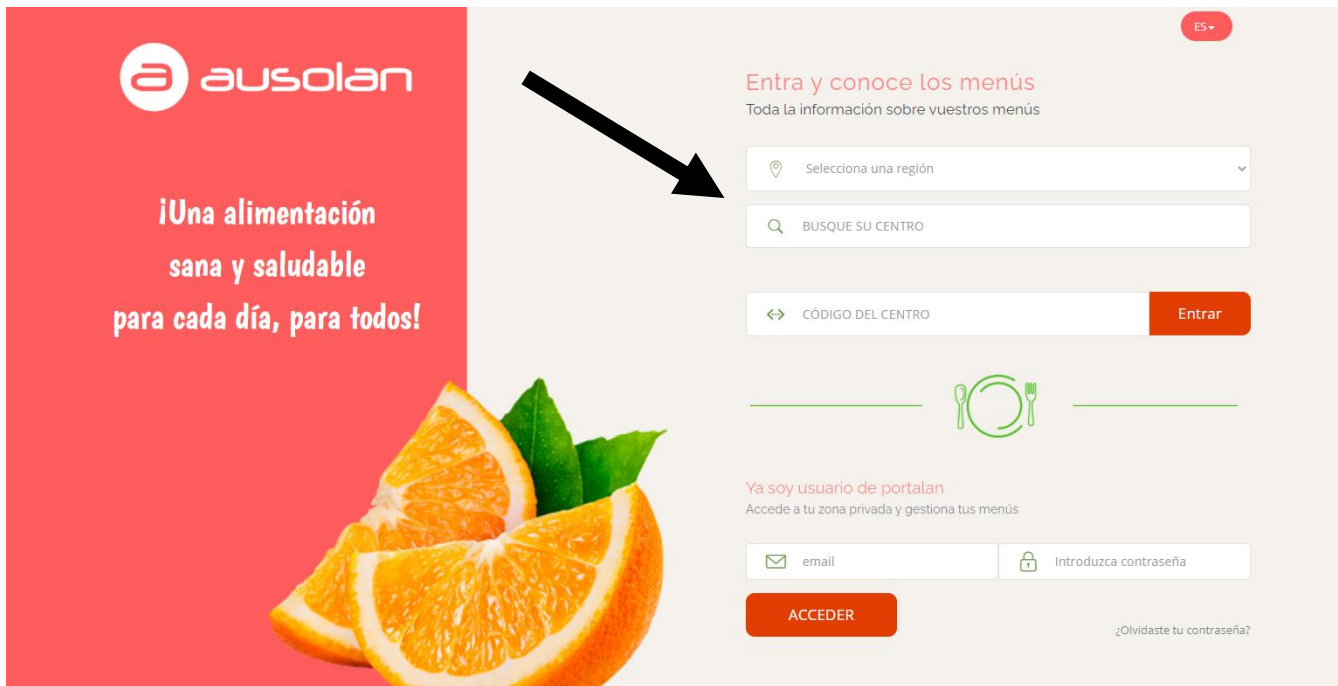 ausolan
¡Una alimentación
sana y saludable
para cada día, para todos!
ES
Entra y conoce los menús
Toda la información sobre vuestros menús
Selecciona una región
BUSQUE SU CENTRO
CÓDIGO DEL CENTRO
Entrar
Ya soy usuario de portalan
Accede a tu zona privada y gestiona tus menús
email
Introduzca contraseña
ACCEDER
¿Olvidaste tu contraseña?